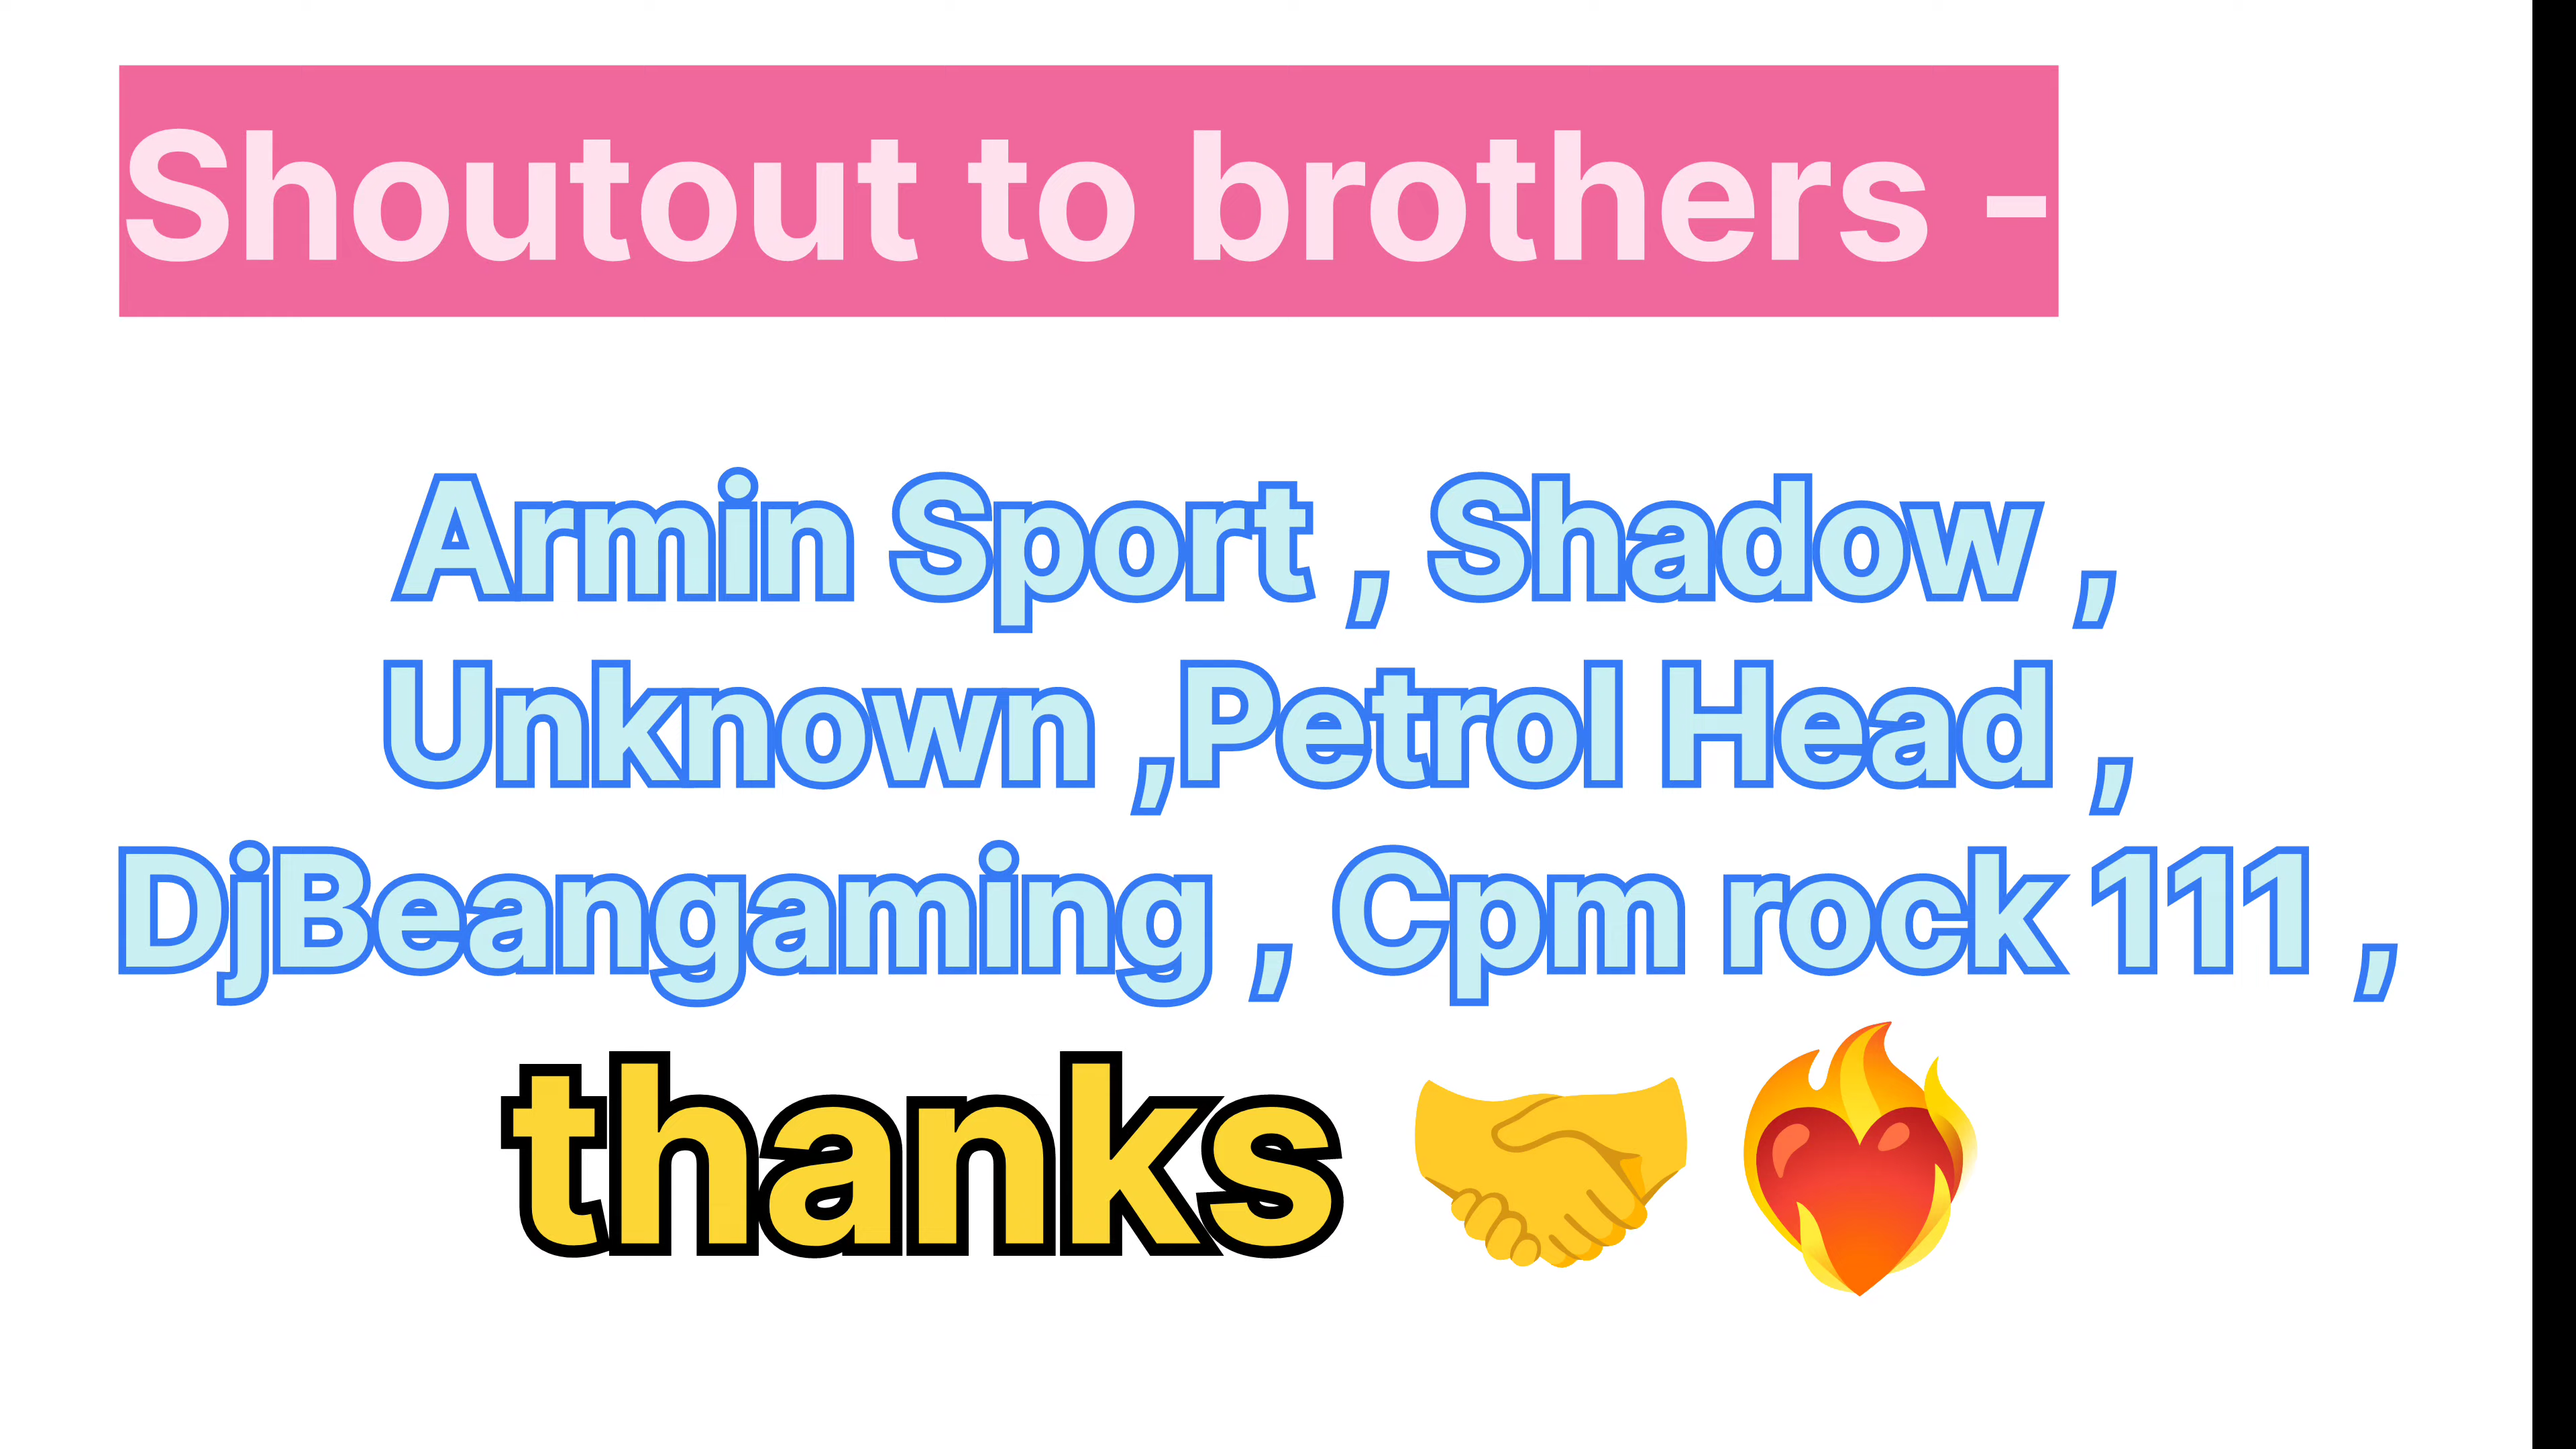 Shoutout to brothers -
Armin Sport , Shadow ,
Unknown ,Petrol Head ,
DjBeangaming , Cpm rock 111 ,
thanks 🤝 ❤️‍🔥